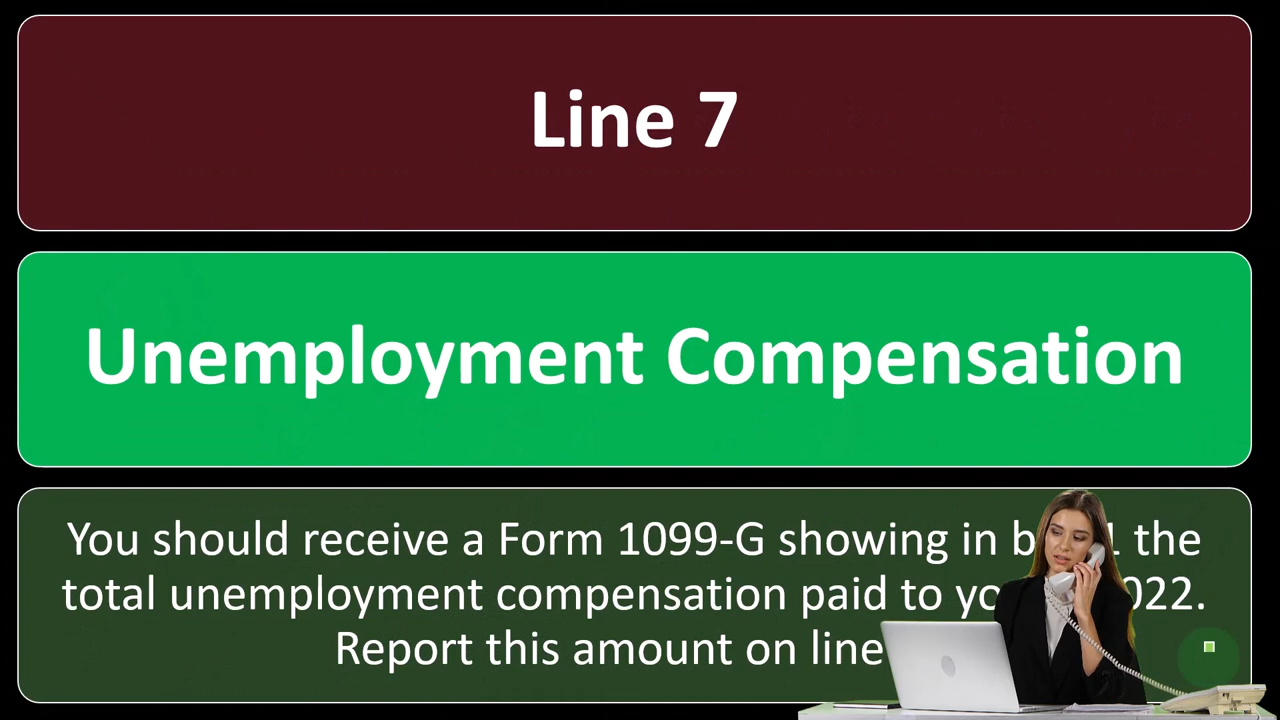 Line 7
Unemployment Compensation
You should receive a Form 1099-G showing in the
total unemployment compensation paid to
Report this amount on line